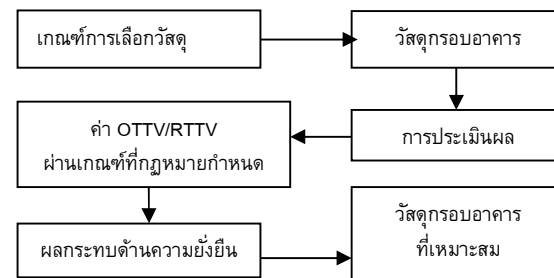 เกณฑ์การเลือกวัสดุ
วัสดุกรอบอาคาร
การประเมินผล
ค่า OTTV/RTTV
ผ่านเกณฑ์ที่กฎหมายกำหนด
ผลกระทบด้านความยั่งยืน
วัสดุกรอบอาคาร
ที่เหมาะสม